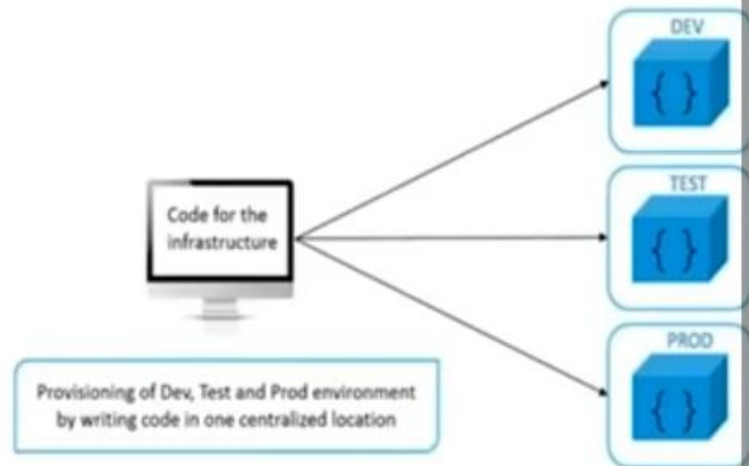 DEV
{ }
Code for the
infrastructure
TEST
{ }
PROD
{ }
Provisioning of Dev, Test and Prod environment
by writing code in one centralized location